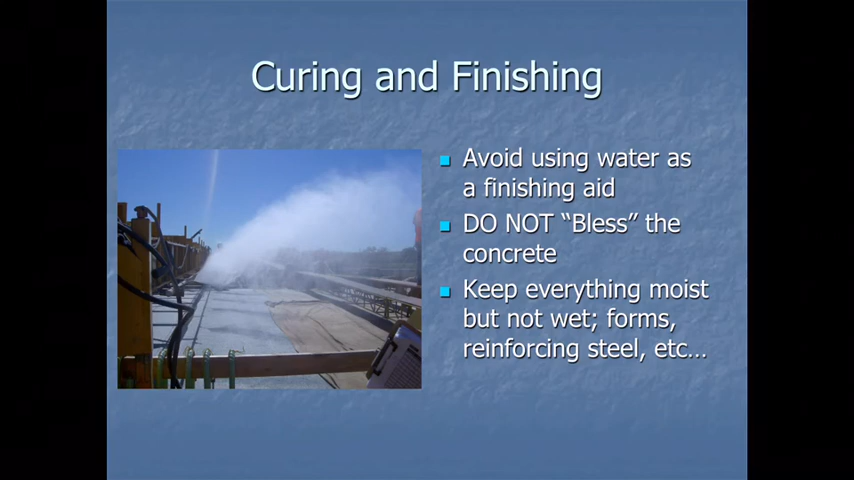 Curing and Finishing
Avoid using water as
a finishing aid
DO NOT “Bless” the
concrete
Keep everything moist
but not wet; forms,
reinforcing steel, etc…